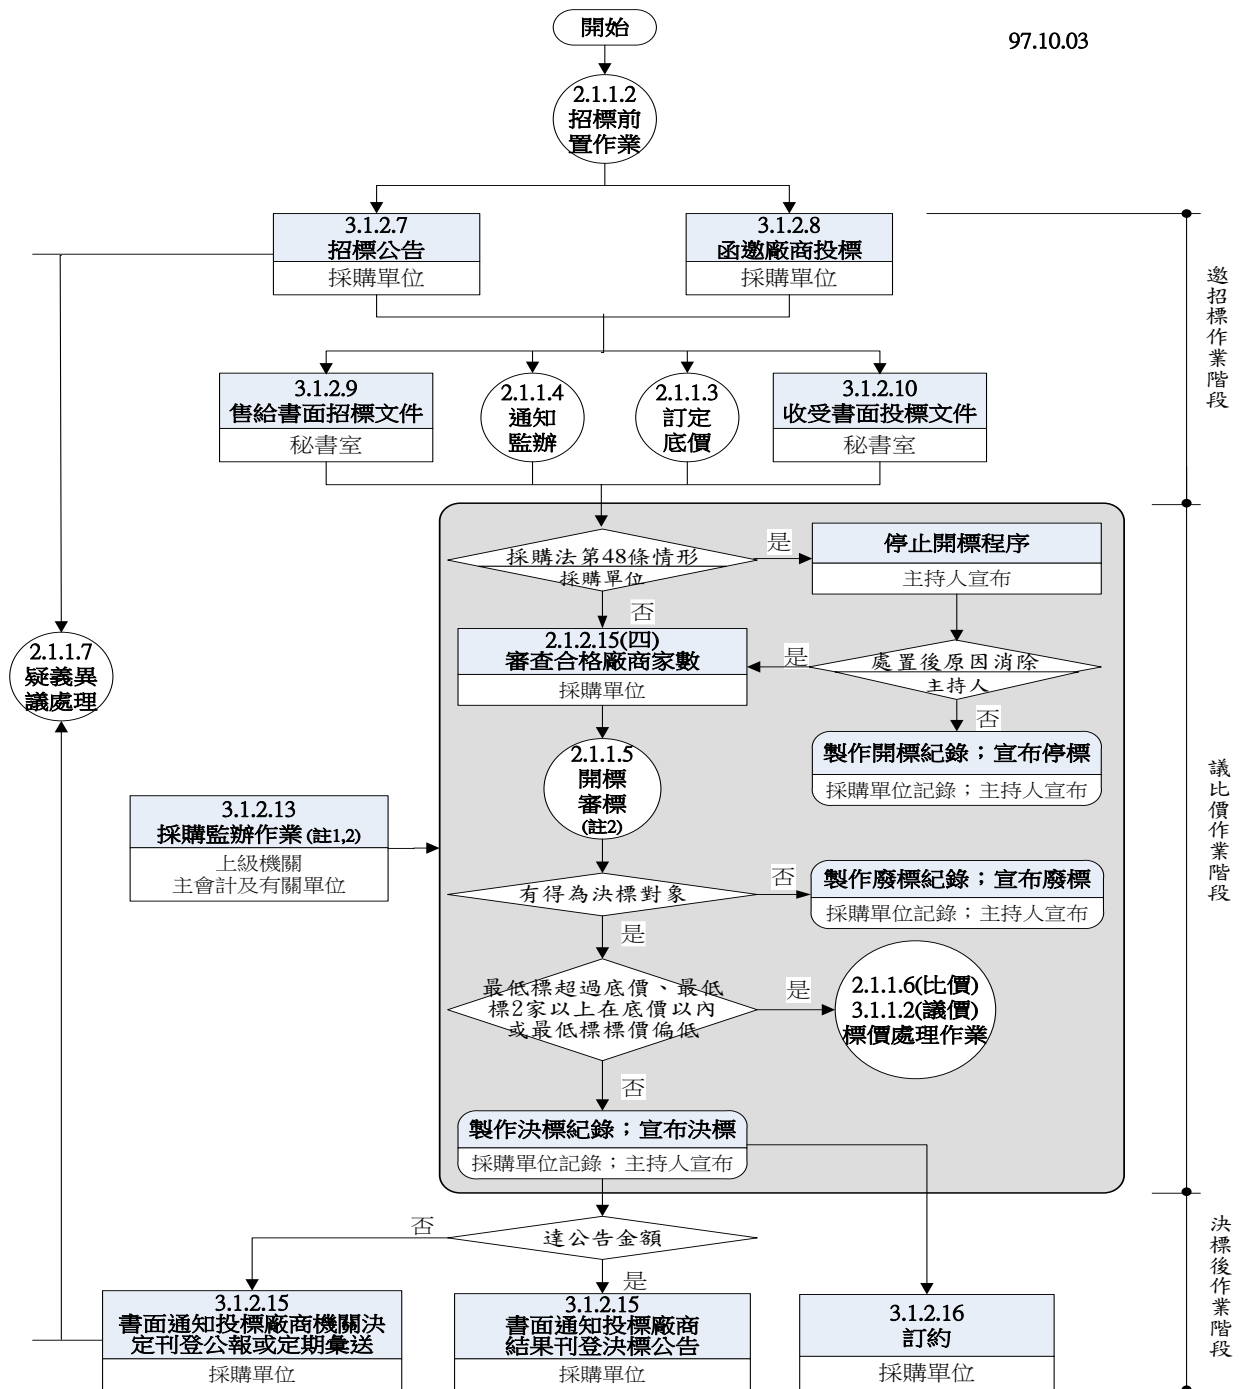 開始
97.10.03
2.1.1.2
招標前
置作業
3.1.2.7
招標公告
採購單位
3.1.2.8
函邀廠商投標
採購單位
邀招標作業階段
3.1.2.9
售給書面招標文件
秘書室
2.1.1.4
通知
監辦
2.1.1.3
訂定
底價
3.1.2.10
收受書面投標文件
秘書室
採購法第48條情形
採購單位
是
停止開標程序
主持人宣布
否
2.1.2.15(四)
審查合格廠商家數
採購單位
是
處置後原因消除
主持人
否
製作開標紀錄；宣布停標
採購單位記錄；主持人宣布
2.1.1.7
疑義異
議處理
2.1.1.5
開標
審標
(註2)
議比價作業階段
3.1.2.13
採購監辦作業(註1,2)
上級機關
主會計及有關單位
有得為決標對象
否
製作廢標紀錄；宣布廢標
採購單位記錄；主持人宣布
是
最低標超過底價、最低
標2家以上在底價以內
或最低標標價偏低
是
2.1.1.6(比價)
3.1.1.2(議價)
標價處理作業
否
製作決標紀錄；宣布決標
採購單位記錄；主持人宣布
達公告金額
否
是
決標後作業階段
3.1.2.15
書面通知投標廠商機關決
定刊登公報或定期彙送
採購單位
3.1.2.15
書面通知投標廠商
結果刊登決標公告
採購單位
3.1.2.16
訂約
採購單位